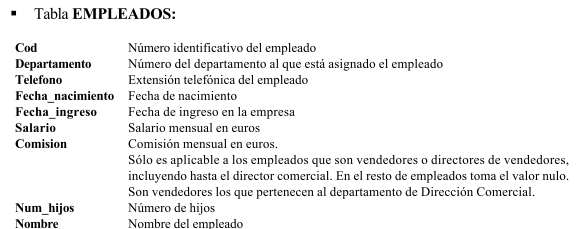 ▪ Tabla EMPLEADOS:
Cod Número identificativo del empleado
Departamento Número del departamento al que está asignado el empleado
Telefono Extensión telefónica del empleado
Fecha_nacimiento Fecha de nacimiento
Fecha_ingreso Fecha de ingreso en la empresa
Salario Salario mensual en euros
Comision Comisión mensual en euros.
Sólo es aplicable a los empleados que son vendedores o directores de vendedores,
incluyendo hasta el director comercial. En el resto de empleados toma el valor nulo.
Son vendedores los que pertenecen al departamento de Dirección Comercial.
Num_hijos Número de hijos
Nombre Nombre del empleado